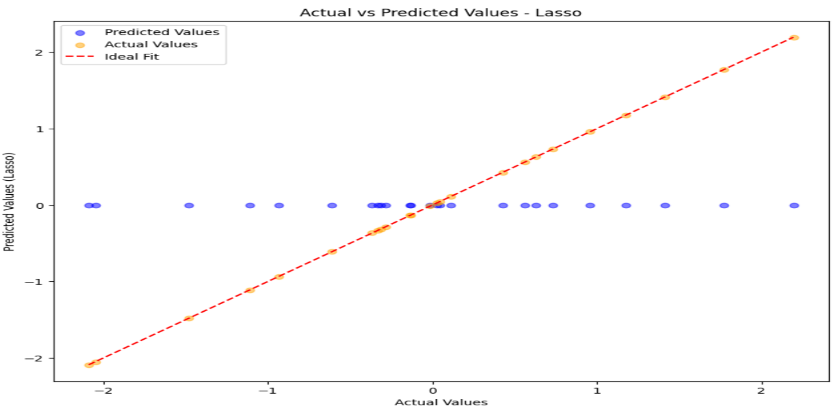 Actual vs Predicted Values - Lasso
Predicted Values
Actual Values
Ideal Fit
2
1
0
−1
−2
Predicted Values (Lasso)
−2
−1
0
1
2
Actual Values